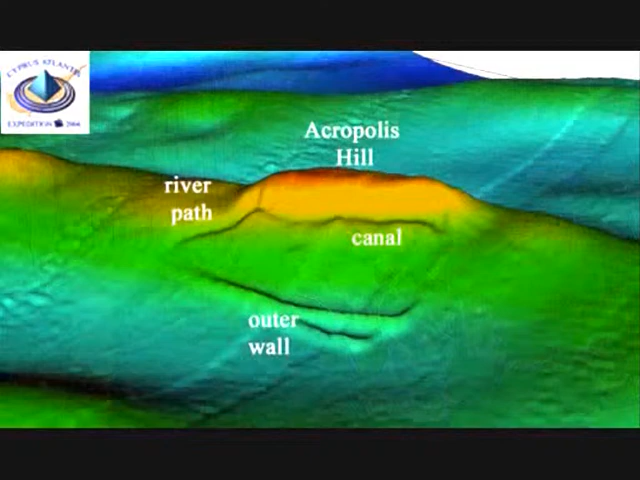 CYPRUS ATLANTIS
EXPEDITION 2004
Acropolis
Hill
river
path
canal
outer
wall